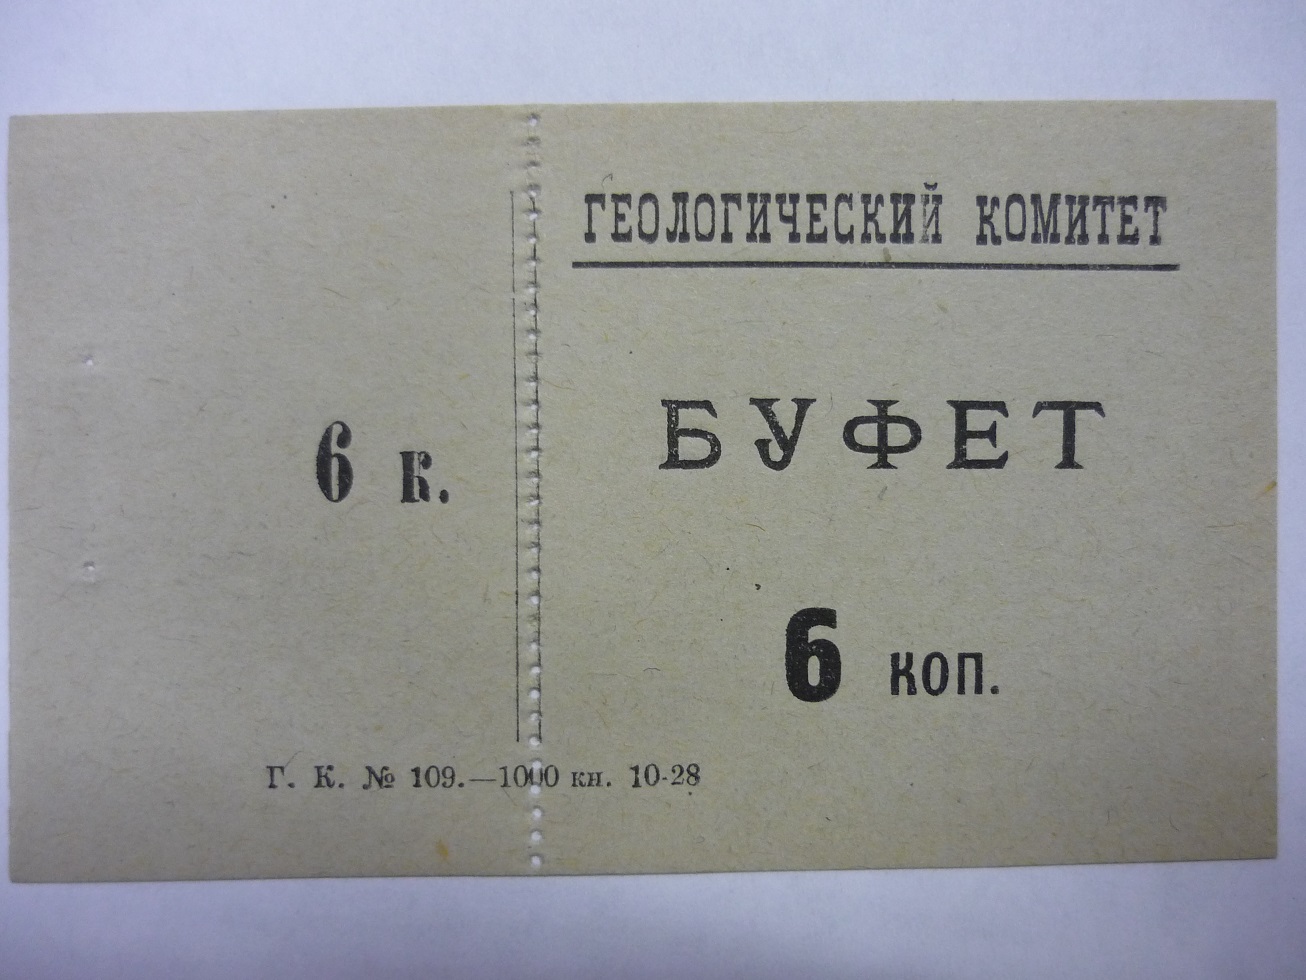 ГЕОЛОГИЧЕСКИЙ КОМИТЕТ
БУФЕТ
6 к.
6 коп.
Г. К. № 109.—1000 кн. 10-28